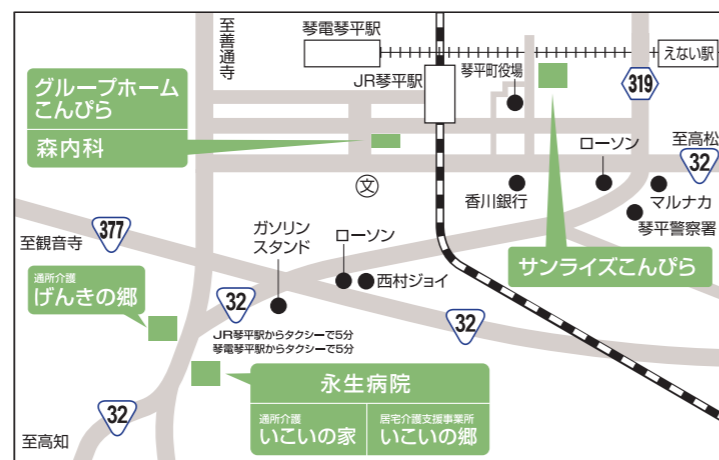 至善通寺
琴電琴平駅
えない駅
JR琴平駅
琴平町役場
319
グループホーム
こんぴら
森内科
至高松
32
ローソン
文
香川銀行
マルナカ
琴平警察署
377
至観音寺
ガソリン
スタンド
ローソン
西村ジョイ
サンライズこんぴら
通所介護
げんきの郷
32
32
JR琴平駅からタクシーで5分
琴電琴平駅からタクシーで5分
永生病院
通所介護
いこいの家
居宅介護支援事業所
いこいの郷
32
至高知